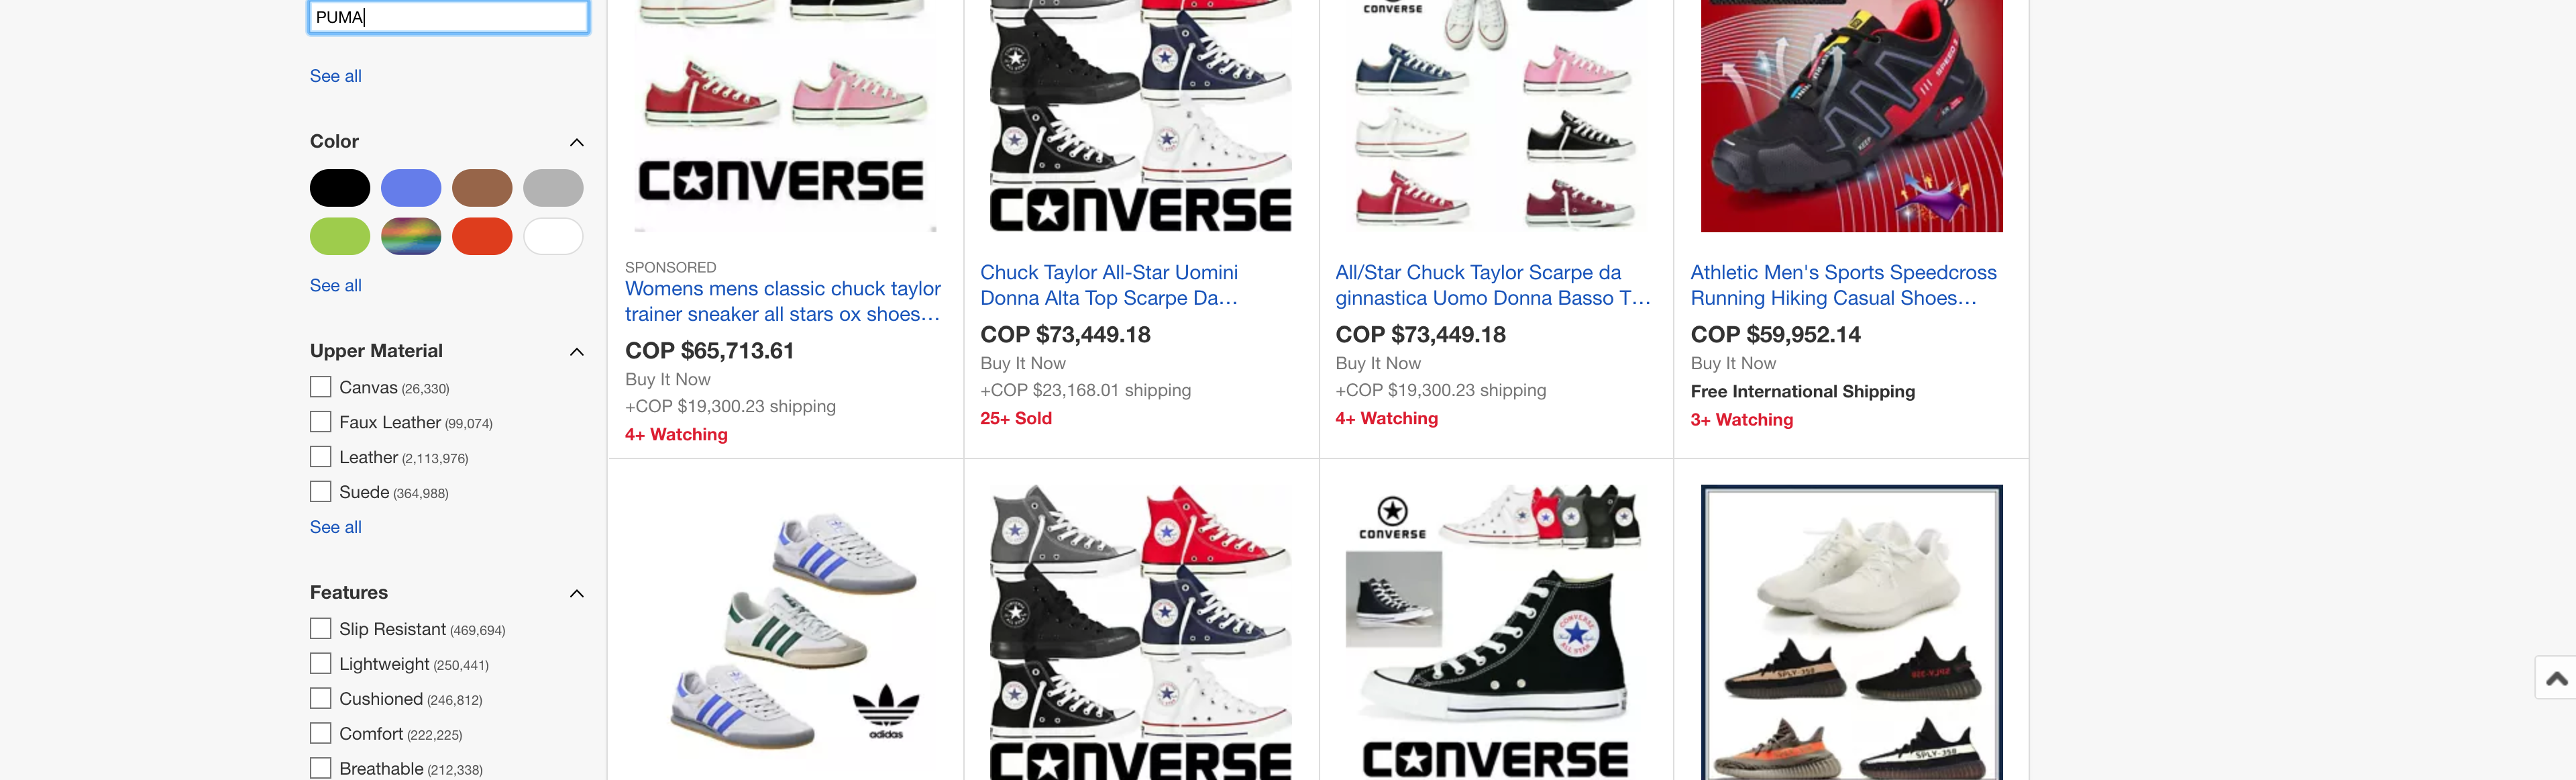 PUMA
See all
Color
See all
Upper Material
Canvas (26,330)
Faux Leather (99,074)
Leather (2,113,976)
Suede (364,988)
See all
Features
Slip Resistant (469,694)
Lightweight (250,441)
Cushioned (246,812)
Comfort (222,225)
Breathable (212,338)
CONVERSE
SPONSORED
Womens mens classic chuck taylor
trainer sneaker all stars ox shoes...
COP $65,713.61
Buy It Now
+COP $19,300.23 shipping
4+ Watching
CONVERSE
Chuck Taylor All-Star Uomini
Donna Alta Top Scarpe Da...
COP $73,449.18
Buy It Now
+COP $23,168.01 shipping
25+ Sold
CONVERSE
All/Star Chuck Taylor Scarpe da
ginnastica Uomo Donna Basso T...
COP $73,449.18
Buy It Now
+COP $19,300.23 shipping
4+ Watching
Athletic Men's Sports Speedcross
Running Hiking Casual Shoes...
COP $59,952.14
Buy It Now
Free International Shipping
3+ Watching
adidas
CONVERSE
CONVERSE
CONVERSE
ALL STAR
CONVERSE
SPLY-350
SPLY-350